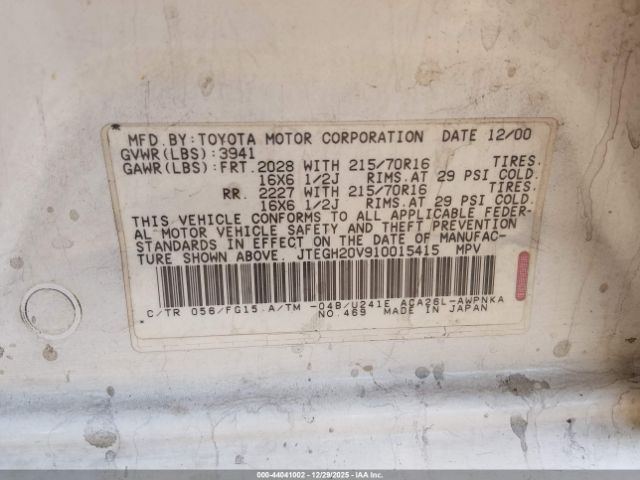 MFD.BY:TOYOTA MOTOR CORPORATION DATE 12/00
GVWR(LBS):3941
GAWR(LBS):FRT.2028 WITH 215/70R16 TIRES.
16X6 1/2J RIMS.AT 29 PSI COLD.
RR. 2227 WITH 215/70R16 TIRES.
16X6 1/2J RIMS.AT 29 PSI COLD.
THIS VEHICLE CONFORMS TO ALL APPLICABLE FEDER-
AL MOTOR VEHICLE SAFETY AND THEFT PREVENTION
STANDARDS IN EFFECT ON THE DATE OF MANUFAC-
TURE SHOWN ABOVE. JTEGH20V910015415 MPV
C/TR 056/FG15 A/TM -04B/U241E ACA26L-AWPNKA
NO.469 MADE IN JAPAN
000-44041002 | 12/29/2025 | IAA Inc.